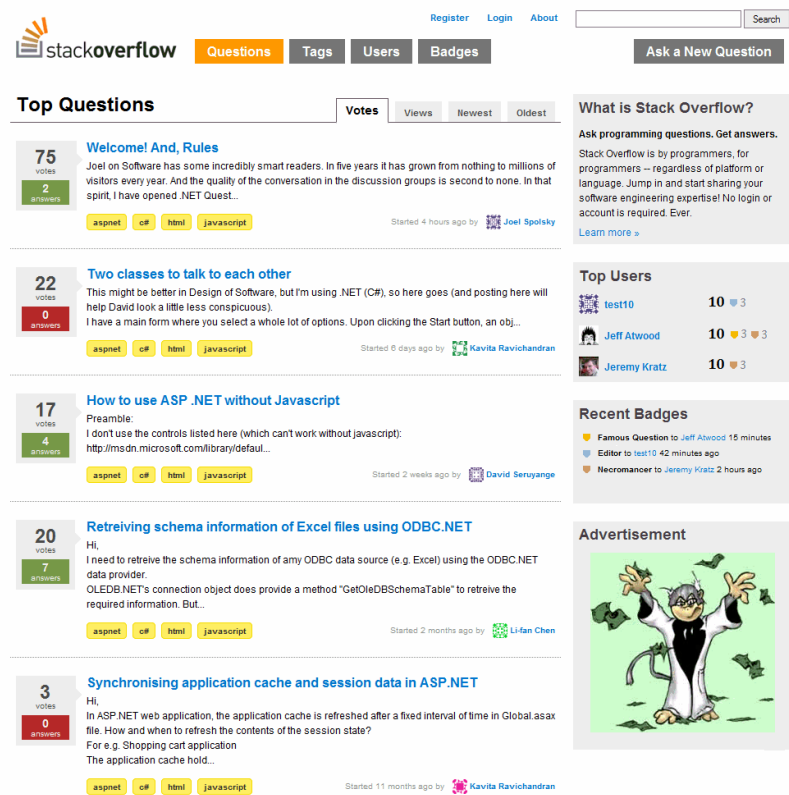 Register Login About
Search
stackoverflow
Questions Tags Users Badges
Ask a New Question
Top Questions
Votes Views Newest Oldest
75
votes
2
answers
Welcome! And, Rules
Joel on Software has some incredibly smart readers. In five years it has grown from nothing to millions of
visitors every year. And the quality of the conversation in the discussion groups is second to none. In that
spirit, I have opened .NET Quest...
aspnet c# html javascript
Started 4 hours ago by Joel Spolsky
22
votes
0
answers
Two classes to talk to each other
This might be better in Design of Software, but I'm using .NET (C#), so here goes (and posting here will
help David look a little less conspicuous).
I have a main form where you select a whole lot of options. Upon clicking the Start button, an obj...
aspnet c# html javascript
Started 6 days ago by Kavita Ravichandran
17
votes
4
answers
How to use ASP .NET without Javascript
Preamble:
I don't use the controls listed here (which can't work without javascript):
http://msdn.microsoft.com/library/defaul...
aspnet c# html javascript
Started 2 weeks ago by David Seruyange
20
votes
7
answers
Retreiving schema information of Excel files using ODBC.NET
Hi,
I need to retreive the schema information of amy ODBC data source (e.g. Excel) using the ODBC.NET
data provider.
OLEDB.NET's connection object does provide a method "GetOleDBSchemaTable" to retreive the
required information. But...
aspnet c# html javascript
Started 2 months ago by Li-fan Chen
3
votes
0
answers
Synchronising application cache and session data in ASP.NET
Hi,
In ASP.NET web application, the application cache is refreshed after a fixed interval of time in Global.asax
file. How and when to refresh the contents of the session state?
For e.g. Shopping cart application
The application cache hold...
aspnet c# html javascript
Started 11 months ago by Kavita Ravichandran
What is Stack Overflow?
Ask programming questions. Get answers.
Stack Overflow is by programmers, for
programmers -- regardless of platform or
language. Jump in and start sharing your
software engineering expertise! No login or
account is required. Ever.
Learn more »
Top Users
test10 10 3
Jeff Atwood 10 3 3
Jeremy Kratz 10 3
Recent Badges
Famous Question to Jeff Atwood 15 minutes
Editor to test10 42 minutes ago
Necromancer to Jeremy Kratz 2 hours ago
Advertisement